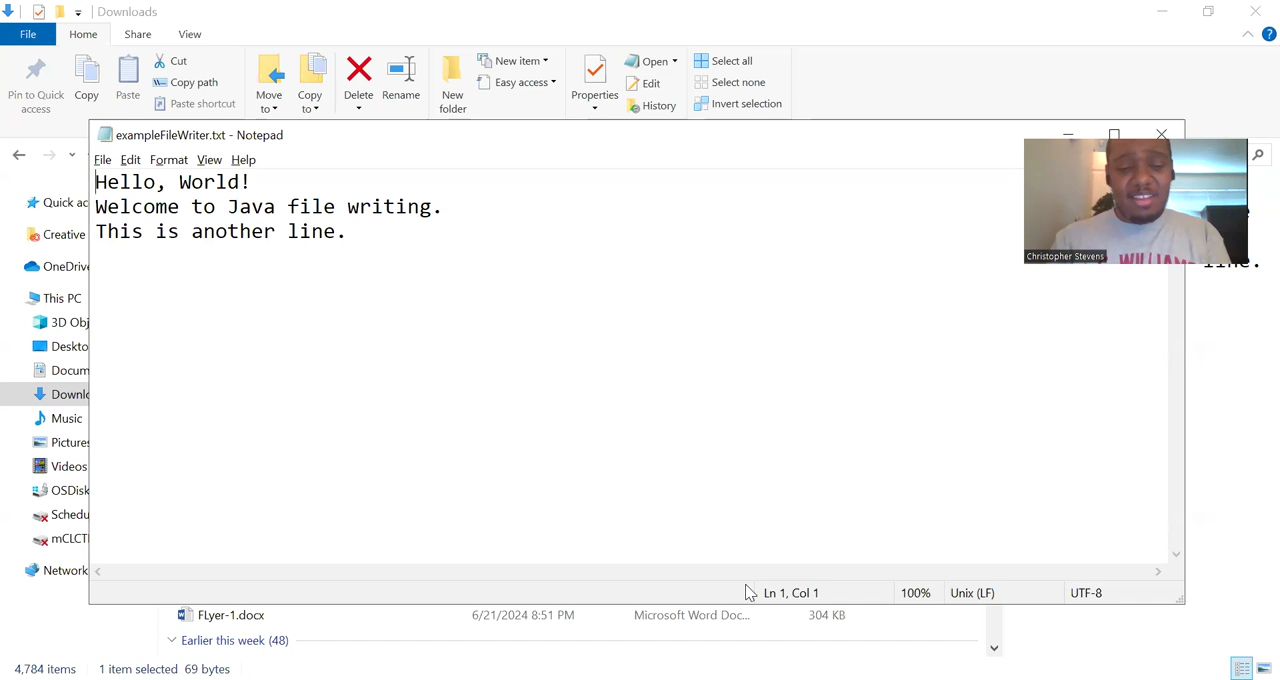 Downloads
File Home Share View
Pin to Quick access
Copy
Paste
Cut
Copy path
Paste shortcut
Move to
Copy to
Delete
Rename
New folder
New item
Easy access
Properties
Open
Edit
History
Select all
Select none
Invert selection
exampleFileWriter.txt - Notepad
File Edit Format View Help
Hello, World!
Welcome to Java file writing.
This is another line.
Christopher Stevens
line.
Quick ac
Creative
OneDrive
This PC
3D Obj
Deskto
Docum
Downlo
Music
Pictures
Videos
OSDisk
Schedu
mCLCT
Network
Ln 1, Col 1 100% Unix (LF) UTF-8
FLyer-1.docx 6/21/2024 8:51 PM Microsoft Word Doc... 304 KB
Earlier this week (48)
4,784 items 1 item selected 69 bytes